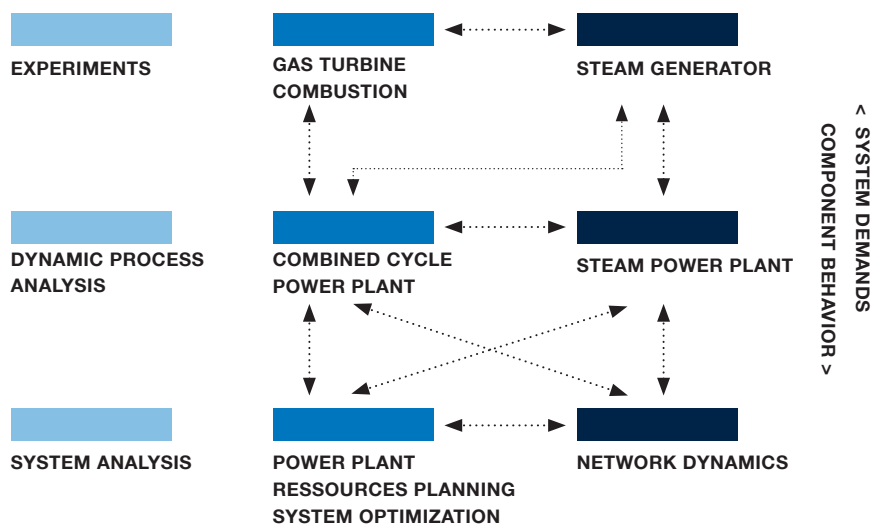 EXPERIMENTS
GAS TURBINE
COMBUSTION
STEAM GENERATOR
DYNAMIC PROCESS
ANALYSIS
COMBINED CYCLE
POWER PLANT
STEAM POWER PLANT
SYSTEM ANALYSIS
POWER PLANT
RESSOURCES PLANNING
SYSTEM OPTIMIZATION
NETWORK DYNAMICS
< SYSTEM DEMANDS
COMPONENT BEHAVIOR >